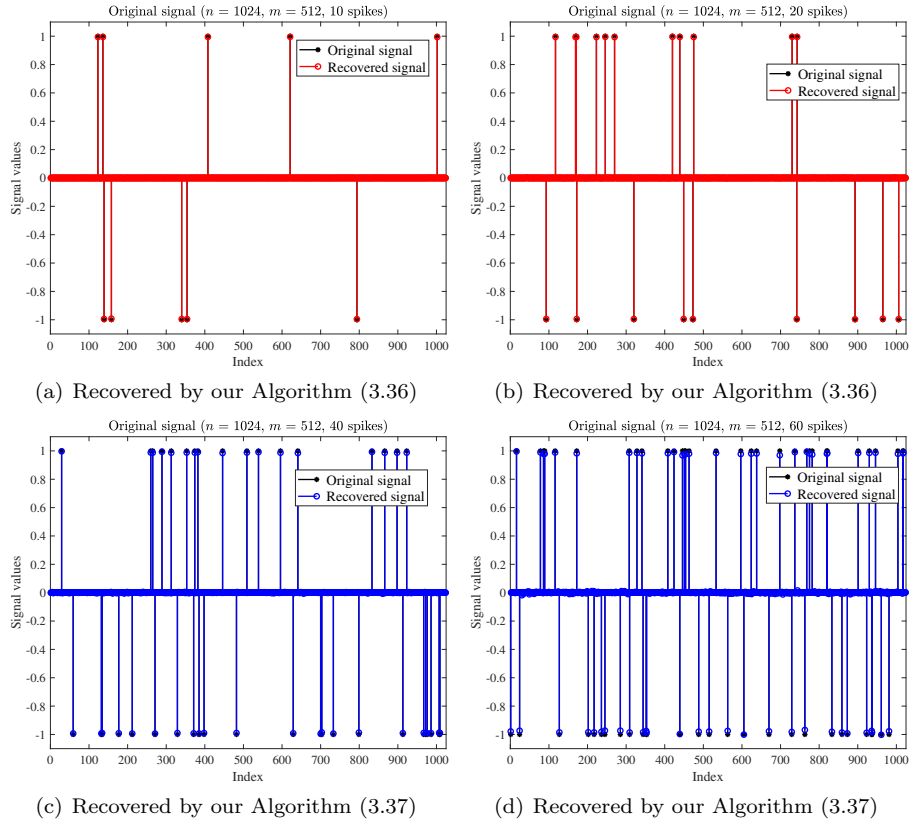 Original signal (n = 1024, m = 512, 10 spikes)
1
0.8
0.6
0.4
0.2
0
-0.2
-0.4
-0.6
-0.8
-1
Signal values
Original signal
Recovered signal
0 100 200 300 400 500 600 700 800 900 1000
Index
(a) Recovered by our Algorithm (3.36)
Original signal (n = 1024, m = 512, 20 spikes)
1
0.8
0.6
0.4
0.2
0
-0.2
-0.4
-0.6
-0.8
-1
Signal values
Original signal
Recovered signal
0 100 200 300 400 500 600 700 800 900 1000
Index
(b) Recovered by our Algorithm (3.36)
Original signal (n = 1024, m = 512, 40 spikes)
1
0.8
0.6
0.4
0.2
0
-0.2
-0.4
-0.6
-0.8
-1
Signal values
Original signal
Recovered signal
0 100 200 300 400 500 600 700 800 900 1000
Index
(c) Recovered by our Algorithm (3.37)
Original signal (n = 1024, m = 512, 60 spikes)
1
0.8
0.6
0.4
0.2
0
-0.2
-0.4
-0.6
-0.8
-1
Signal values
Original signal
Recovered signal
0 100 200 300 400 500 600 700 800 900 1000
Index
(d) Recovered by our Algorithm (3.37)